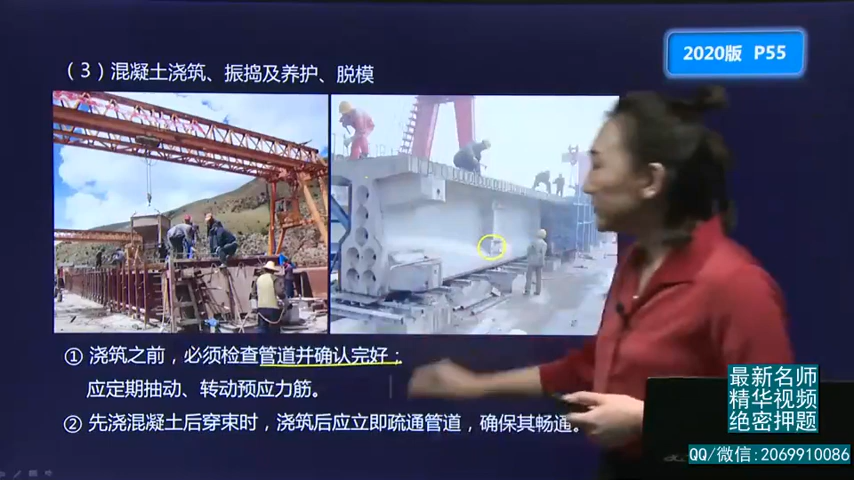 2020版 P55
（3）混凝土浇筑、振捣及养护、脱模
① 浇筑之前，必须检查管道并确认完好；
应定期抽动、转动预应力筋。
② 先浇混凝土后穿束时，浇筑后应立即疏通管道，确保其畅通。
最新名师
精华视频
绝密押题
QQ/微信:2069910086